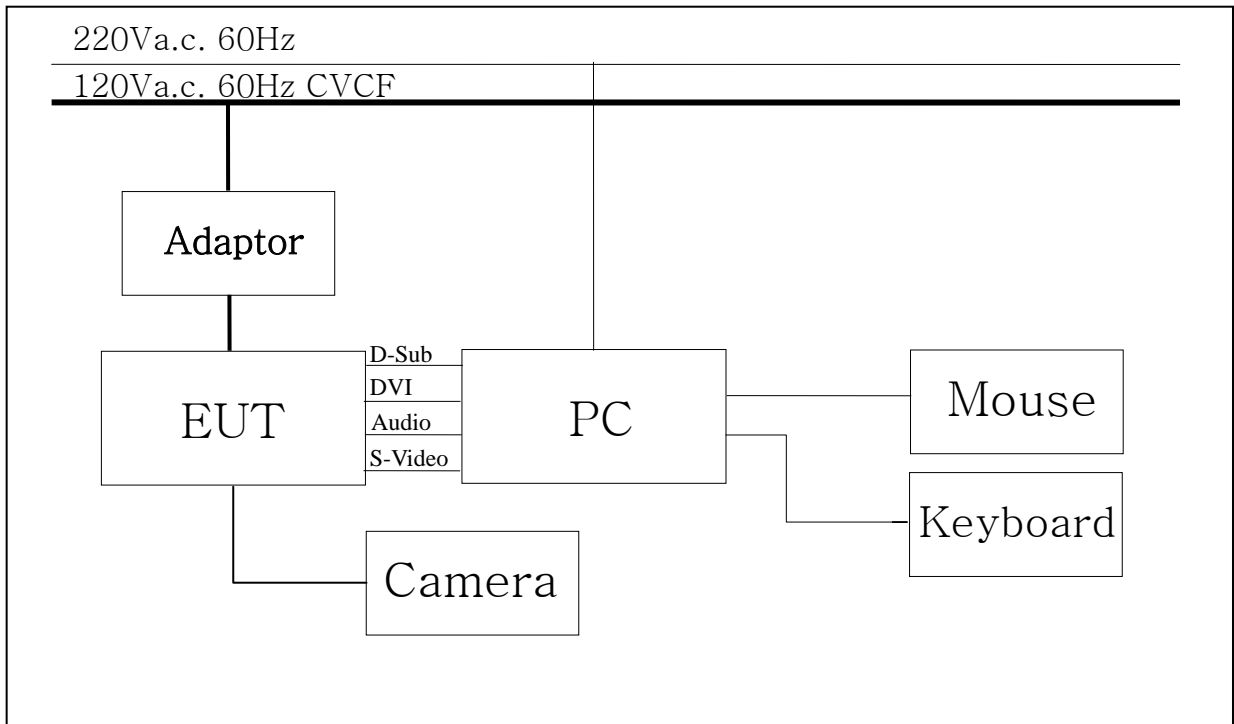 220Va.c. 60Hz
120Va.c. 60Hz CVCF
Adaptor
EUT
D-Sub
DVI
Audio
S-Video
PC
Mouse
Keyboard
Camera